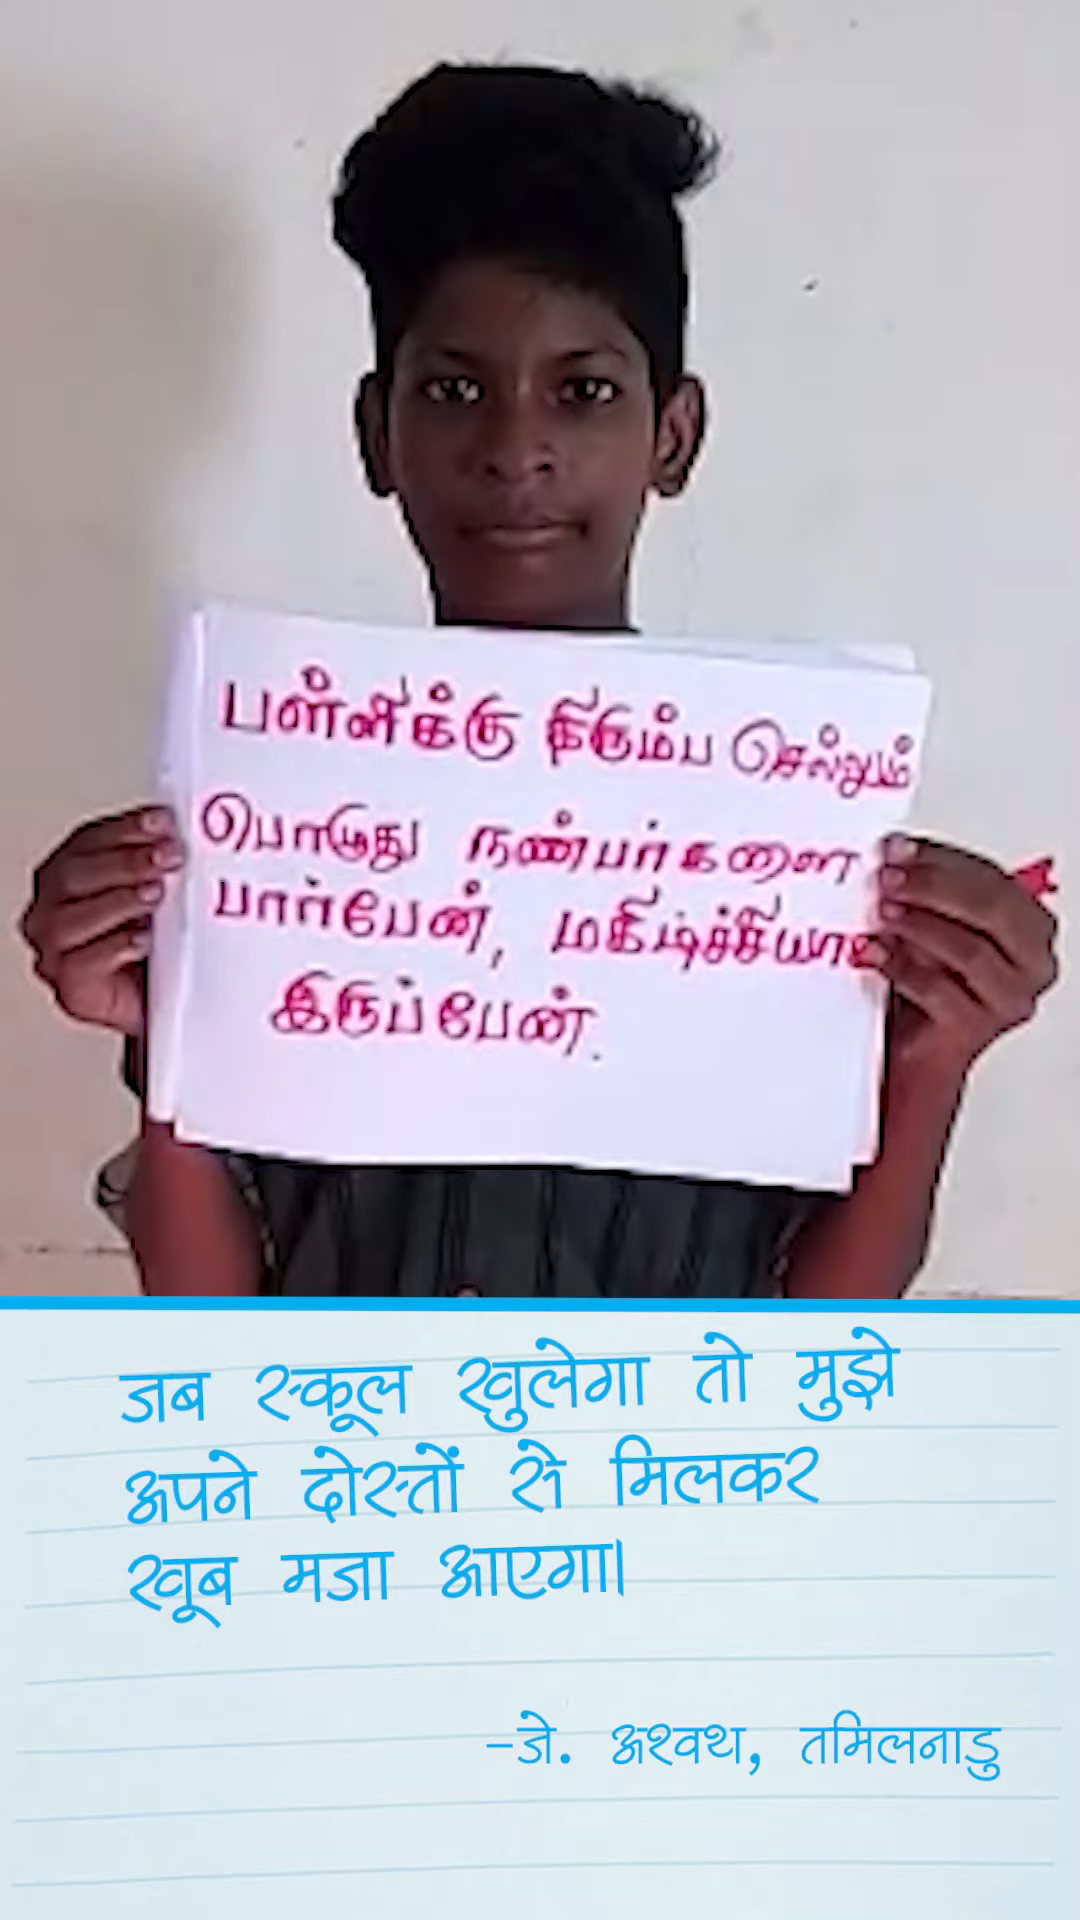 பள்ளிக்கு திரும்ப செல்லும்
பொழுது நண்பர்களை
பார்பேன், மகிழ்ச்சியாக
இருப்பேன்.
जब स्कूल खुलेगा तो मुझे
अपने दोस्तों से मिलकर
खूब मजा आएगा।
-जे. अश्वथ, तमिलनाडु